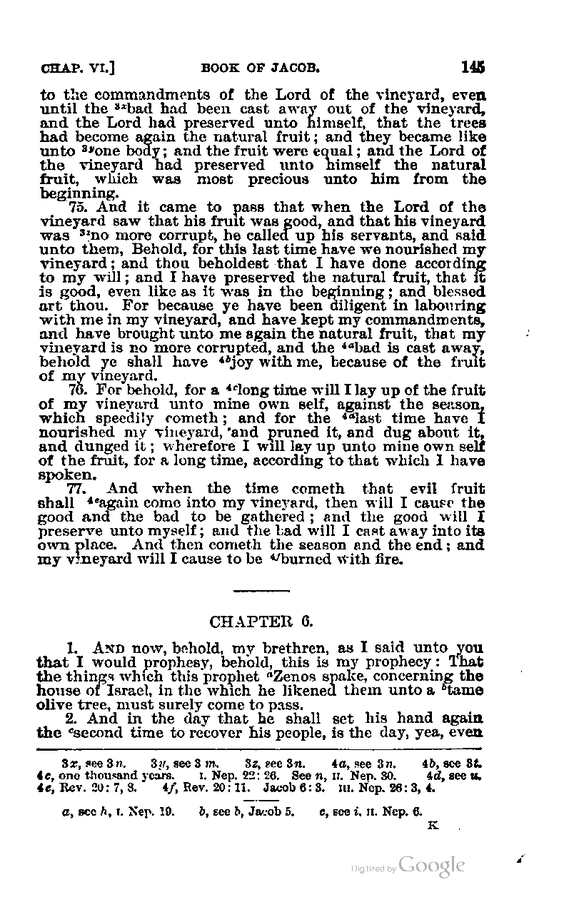 CHAP. VI.] BOOK OF JACOB. 145
to the commandments of the Lord of the vineyard, even
until the ³ˣbad had been cast away out of the vineyard,
and the Lord had preserved unto himself, that the trees
had become again the natural fruit; and they became like
unto ³ʸone body; and the fruit were equal; and the Lord of
the vineyard had preserved unto himself the natural
fruit, which was most precious unto him from the
beginning.
75. And it came to pass that when the Lord of the
vineyard saw that his fruit was good, and that his vineyard
was ³ᶻno more corrupt, he called up his servants, and said
unto them, Behold, for this last time have we nourished my
vineyard; and thou beholdest that I have done according
to my will; and I have preserved the natural fruit, that it
is good, even like as it was in the beginning; and blessed
art thou. For because ye have been diligent in labouring
with me in my vineyard, and have kept my commandments,
and have brought unto me again the natural fruit, that my
vineyard is no more corrupted, and the ⁴ᵃbad is cast away,
behold ye shall have ⁴ᵇjoy with me, because of the fruit
of my vineyard.
76. For behold, for a ⁴ᶜlong time will I lay up of the fruit
of my vineyard unto mine own self, against the season,
which speedily cometh; and for the ⁴ᵈlast time have I
nourished my vineyard, and pruned it, and dug about it,
and dunged it; wherefore I will lay up unto mine own self
of the fruit, for a long time, according to that which I have
spoken.
77. And when the time cometh that evil fruit
shall ⁴ᵉagain come into my vineyard, then will I cause the
good and the bad to be gathered; and the good will I
preserve unto myself; and the bad will I cast away into its
own place. And then cometh the season and the end; and
my vineyard will I cause to be ⁴ᶠburned with fire.
CHAPTER 6.
1. AND now, behold, my brethren, as I said unto you
that I would prophesy, behold, this is my prophecy: That
the things which this prophet ᵃZenos spake, concerning the
house of Israel, in the which he likened them unto a ᵇtame
olive tree, must surely come to pass.
2. And in the day that he shall set his hand again
the ᶜsecond time to recover his people, is the day, yea, even
3x, see 3n. 3y, see 3m. 3z, see 3n. 4a, see 3n. 4b, see 3t.
4c, one thousand years. I. Nep. 22: 26. See n, II. Nep. 30. 4d, see u.
4e, Rev. 20: 7, 8. 4f, Rev. 20: 11. Jacob 6: 3. III. Nep. 26: 3, 4.
a, see h, I. Nep. 19. b, see b, Jacob 5. c, see i, II. Nep. 6.
K
Digitized by Google